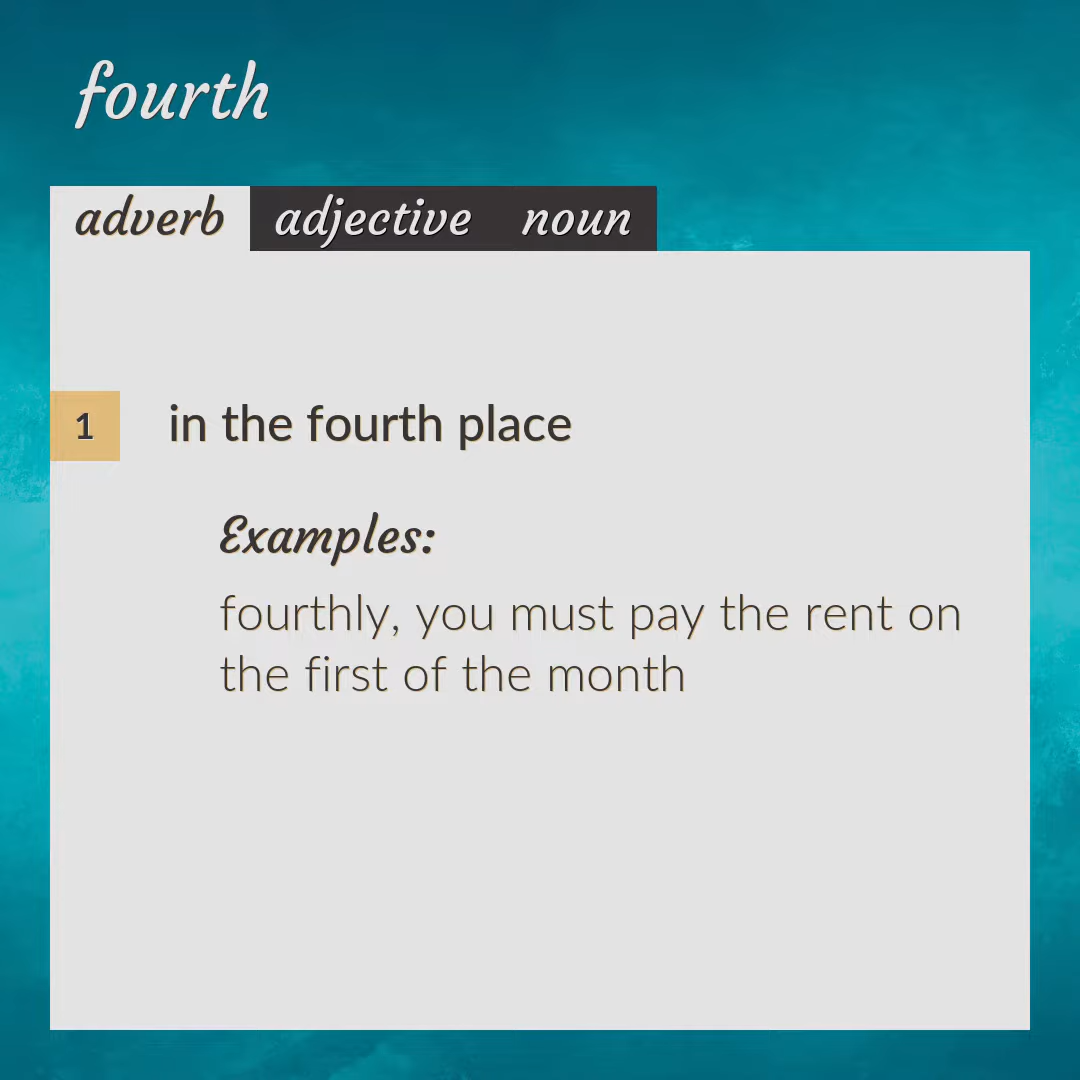 fourth
adverb adjective noun
1 in the fourth place
Examples:
fourthly, you must pay the rent on
the first of the month